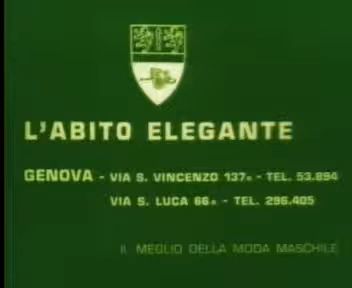 L'ABITO ELEGANTE
GENOVA - VIA S. VINCENZO 137R - TEL. 53.894
VIA S. LUCA 66R - TEL. 296.405
IL MEGLIO DELLA MODA MASCHILE